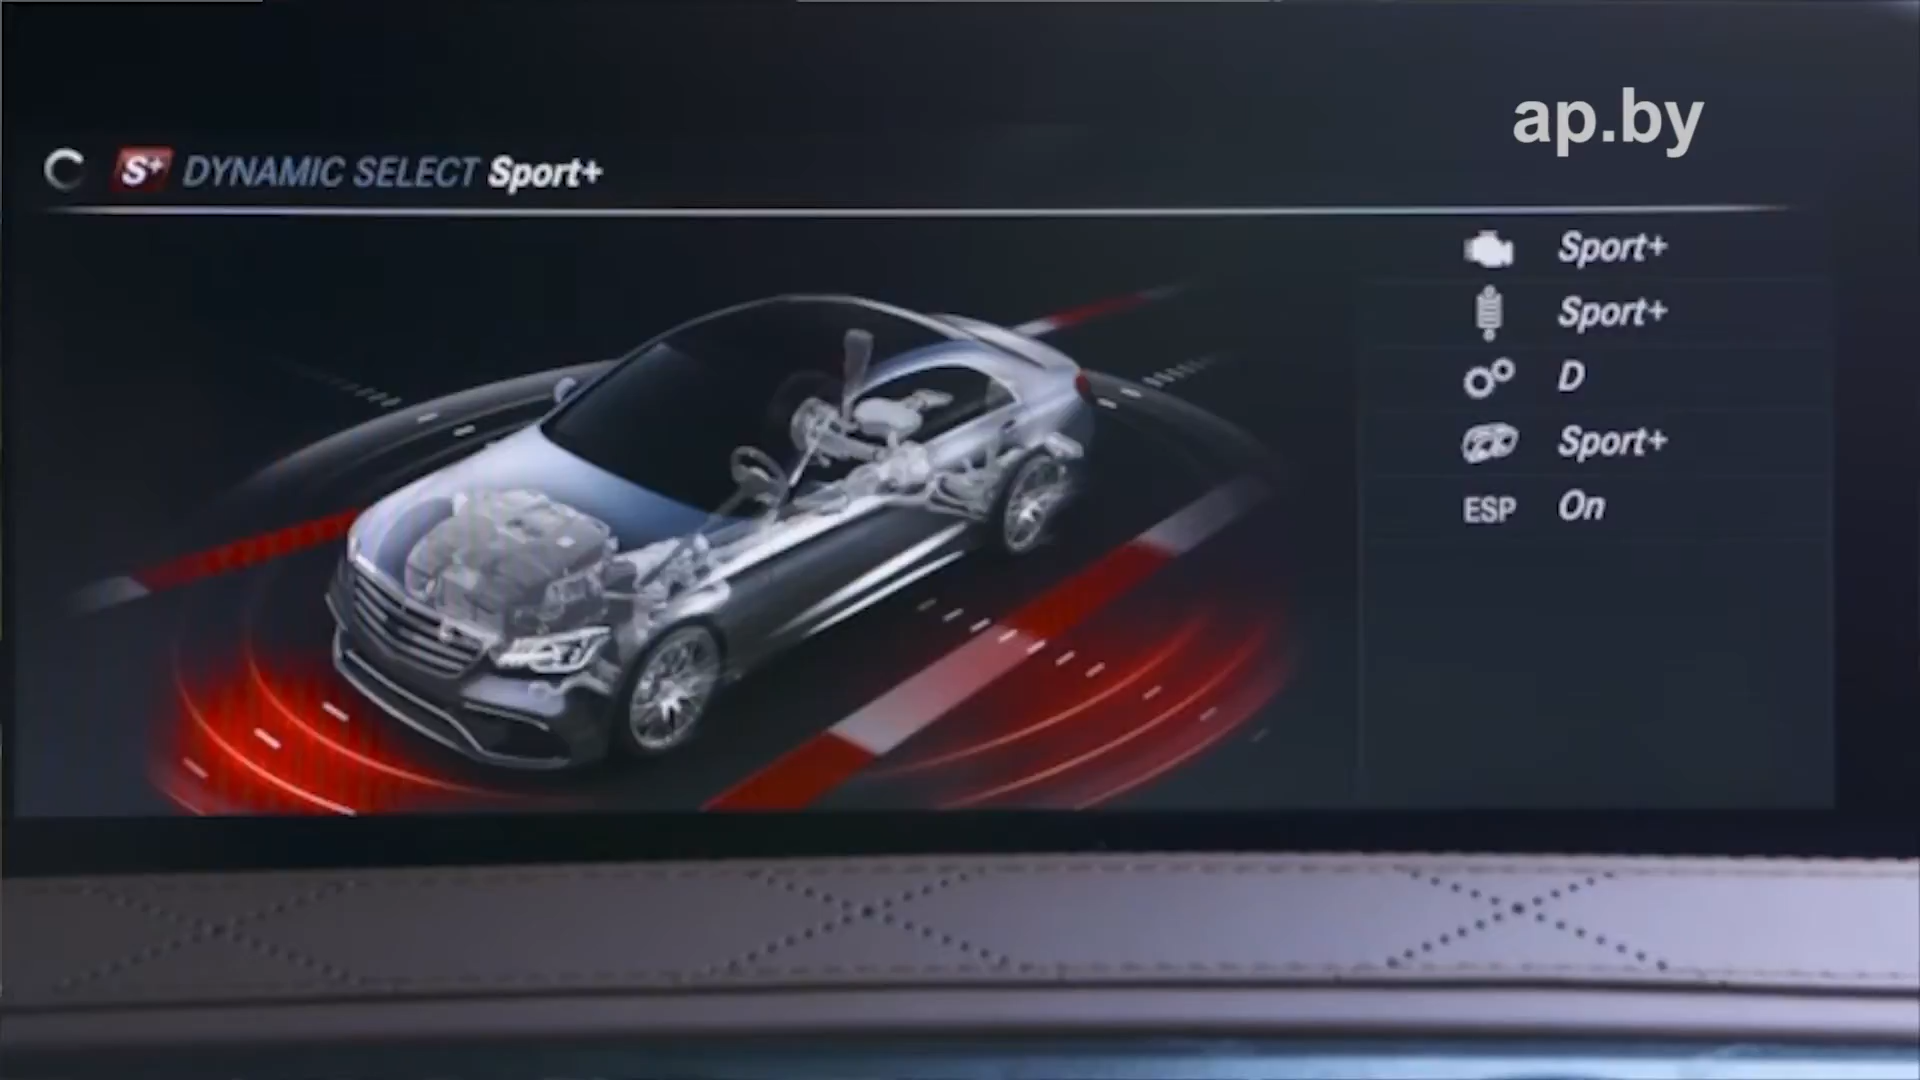 ap.by
S+ DYNAMIC SELECT Sport+
Sport+
Sport+
D
Sport+
ESP On